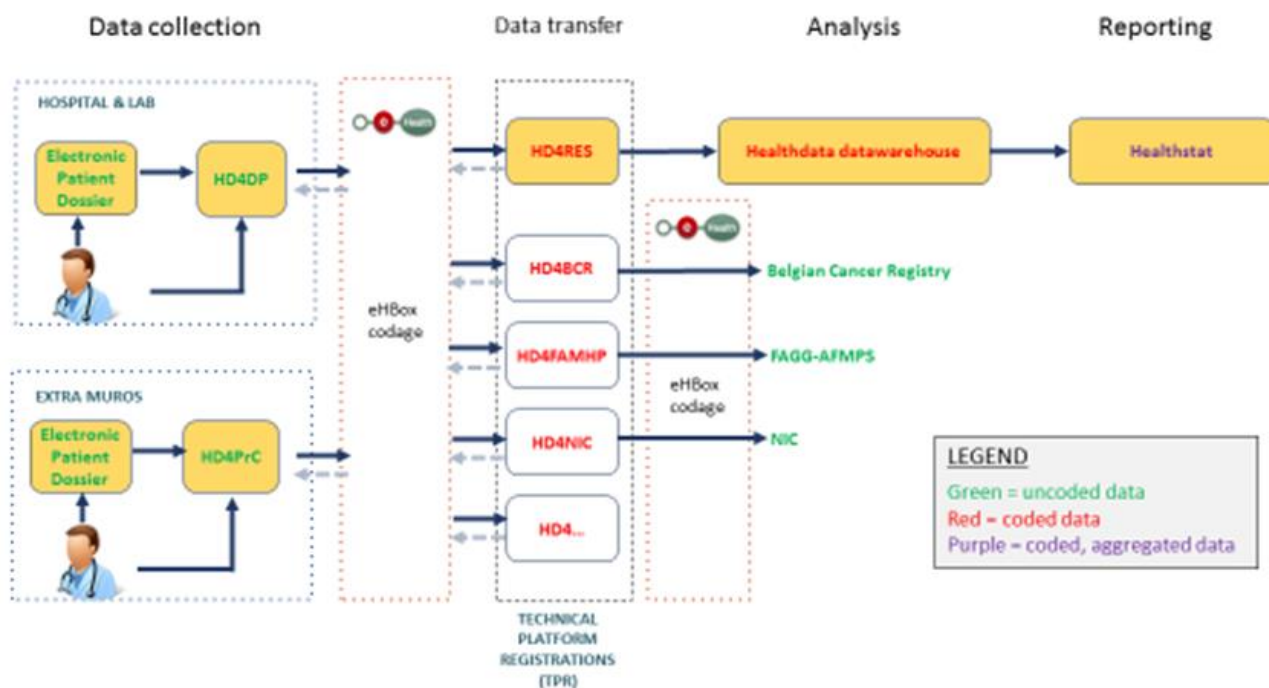 Data collection
Data transfer
Analysis
Reporting
HOSPITAL & LAB
Electronic
Patient
Dossier
HD4DP
EXTRA MUROS
Electronic
Patient
Dossier
HD4PrC
e Health
eHBox
codage
HD4RES
HD4BCR
HD4FAMHP
HD4NIC
HD4...
TECHNICAL
PLATFORM
REGISTRATIONS
(TPR)
e Health
eHBox
codage
Healthdata datawarehouse
Healthstat
Belgian Cancer Registry
FAGG-AFMPS
NIC
LEGEND
Green = uncoded data
Red = coded data
Purple = coded, aggregated data